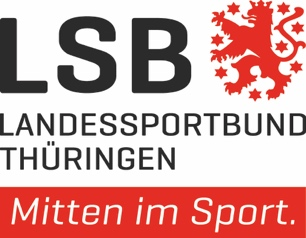 LSB
LANDESSPORTBUND
THÜRINGEN
Mitten im Sport.